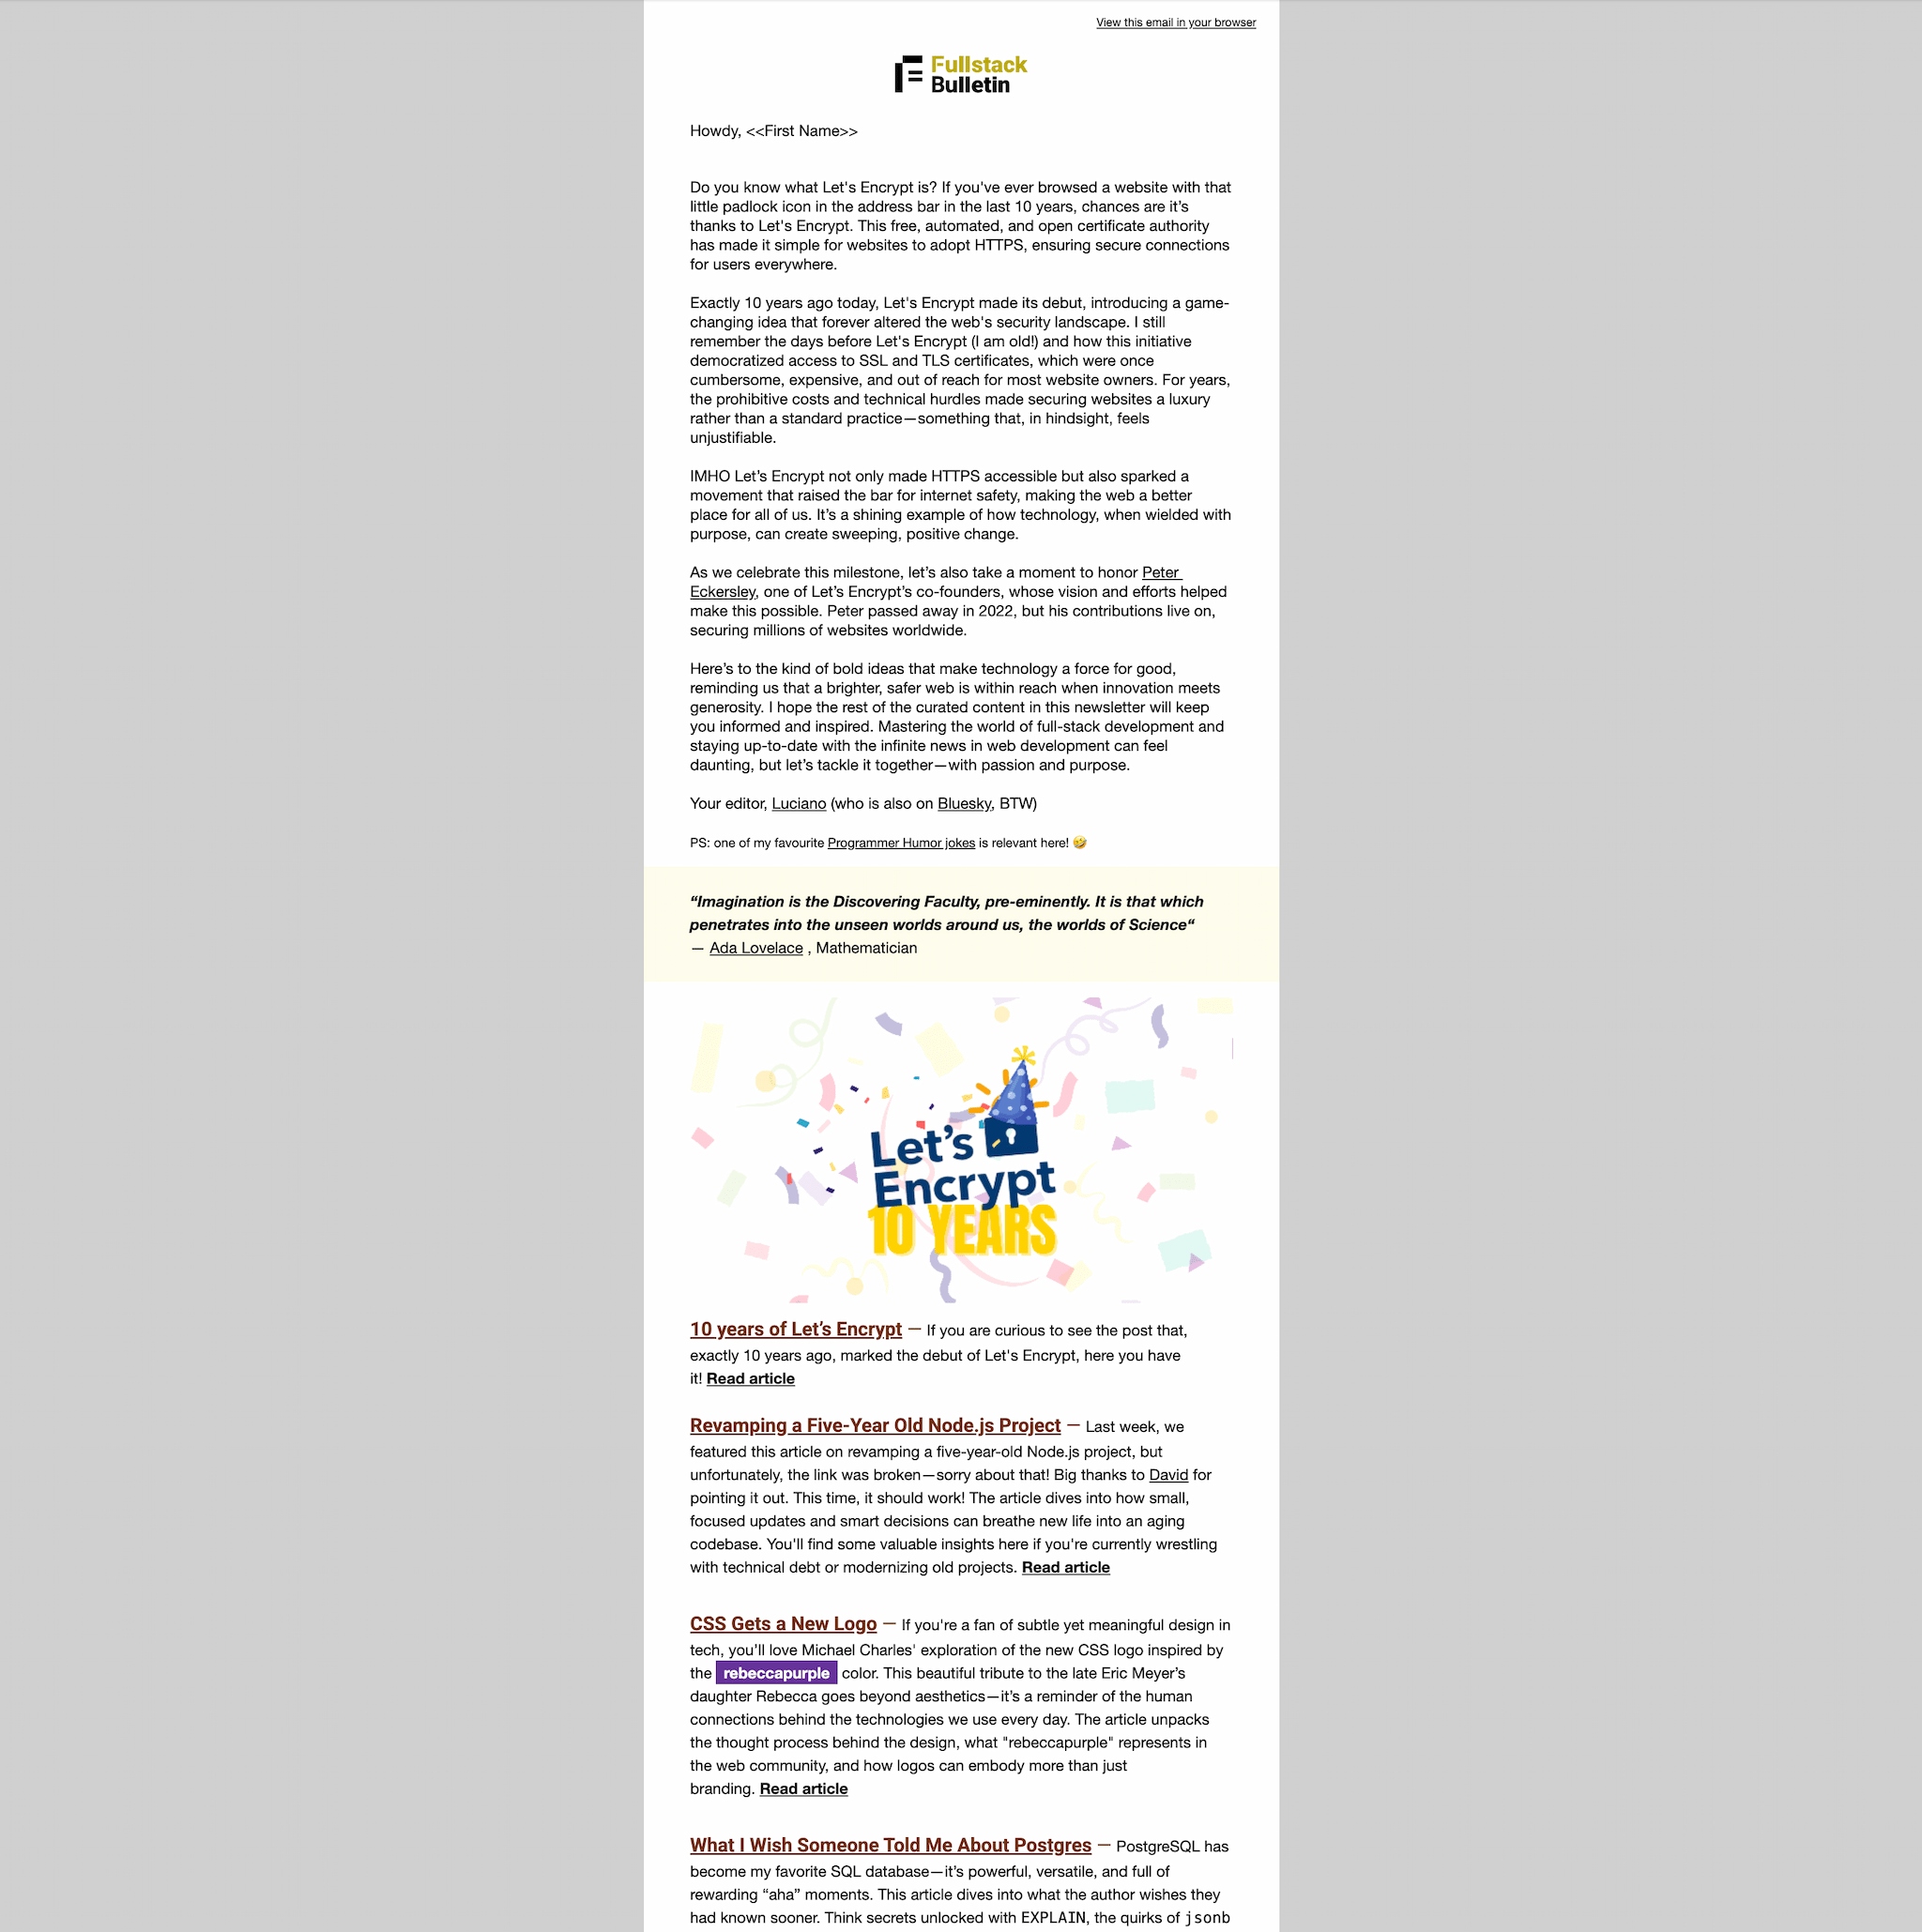 View this email in your browser
Fullstack
Bulletin
Howdy, <<First Name>>
Do you know what Let's Encrypt is? If you've ever browsed a website with that
little padlock icon in the address bar in the last 10 years, chances are it’s
thanks to Let's Encrypt. This free, automated, and open certificate authority
has made it simple for websites to adopt HTTPS, ensuring secure connections
for users everywhere.
Exactly 10 years ago today, Let's Encrypt made its debut, introducing a game-
changing idea that forever altered the web's security landscape. I still
remember the days before Let's Encrypt (I am old!) and how this initiative
democratized access to SSL and TLS certificates, which were once
cumbersome, expensive, and out of reach for most website owners. For years,
the prohibitive costs and technical hurdles made securing websites a luxury
rather than a standard practice—something that, in hindsight, feels
unjustifiable.
IMHO Let’s Encrypt not only made HTTPS accessible but also sparked a
movement that raised the bar for internet safety, making the web a better
place for all of us. It’s a shining example of how technology, when wielded with
purpose, can create sweeping, positive change.
As we celebrate this milestone, let’s also take a moment to honor Peter
Eckersley, one of Let’s Encrypt’s co-founders, whose vision and efforts helped
make this possible. Peter passed away in 2022, but his contributions live on,
securing millions of websites worldwide.
Here’s to the kind of bold ideas that make technology a force for good,
reminding us that a brighter, safer web is within reach when innovation meets
generosity. I hope the rest of the curated content in this newsletter will keep
you informed and inspired. Mastering the world of full-stack development and
staying up-to-date with the infinite news in web development can feel
daunting, but let’s tackle it together—with passion and purpose.
Your editor, Luciano (who is also on Bluesky, BTW)
PS: one of my favourite Programmer Humor jokes is relevant here! 🤣
“Imagination is the Discovering Faculty, pre-eminently. It is that which
penetrates into the unseen worlds around us, the worlds of Science“
— Ada Lovelace , Mathematician
Let’s
Encrypt
10 YEARS
10 years of Let’s Encrypt — If you are curious to see the post that,
exactly 10 years ago, marked the debut of Let's Encrypt, here you have
it! Read article
Revamping a Five-Year Old Node.js Project — Last week, we
featured this article on revamping a five-year-old Node.js project, but
unfortunately, the link was broken—sorry about that! Big thanks to David for
pointing it out. This time, it should work! The article dives into how small,
focused updates and smart decisions can breathe new life into an aging
codebase. You'll find some valuable insights here if you're currently wrestling
with technical debt or modernizing old projects. Read article
CSS Gets a New Logo — If you're a fan of subtle yet meaningful design in
tech, you’ll love Michael Charles' exploration of the new CSS logo inspired by
the rebeccapurple color. This beautiful tribute to the late Eric Meyer’s
daughter Rebecca goes beyond aesthetics—it’s a reminder of the human
connections behind the technologies we use every day. The article unpacks
the thought process behind the design, what "rebeccapurple" represents in
the web community, and how logos can embody more than just
branding. Read article
What I Wish Someone Told Me About Postgres — PostgreSQL has
become my favorite SQL database—it’s powerful, versatile, and full of
rewarding “aha” moments. This article dives into what the author wishes they
had known sooner. Think secrets unlocked with EXPLAIN, the quirks of jsonb